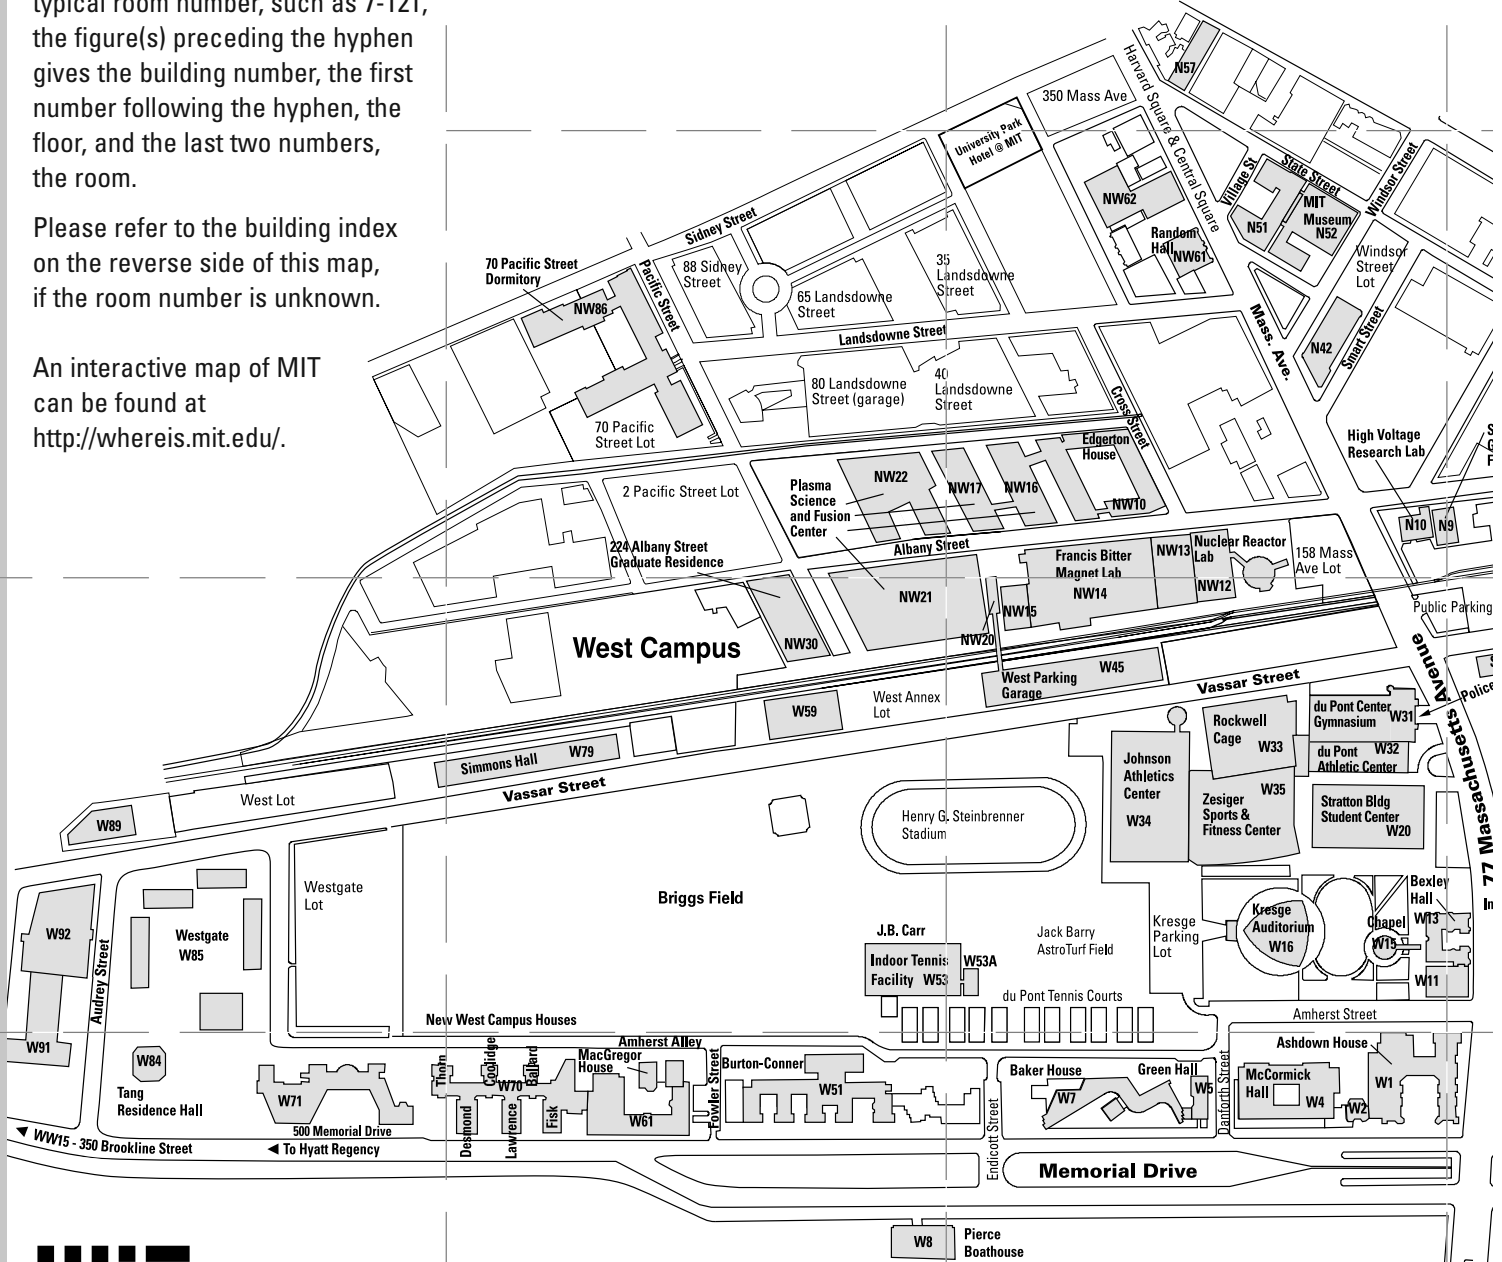 typical room number, such as 7-121,
the figure(s) preceding the hyphen
gives the building number, the first
number following the hyphen, the
floor, and the last two numbers,
the room.
Please refer to the building index
on the reverse side of this map,
if the room number is unknown.
An interactive map of MIT
can be found at
http://whereis.mit.edu/.
N57
350 Mass Ave
Harvard Square & Central Square
University Park
Hotel @ MIT
Village St
State Street
Windsor Street
NW62
MIT
Museum
N52
N51
Sidney Street
Random
Hall
NW61
Windsor
Street
Lot
70 Pacific Street
Dormitory
Pacific Street
88 Sidney
Street
35
Landsdowne
Street
65 Landsdowne
Street
NW86
Landsdowne Street
Mass. Ave.
N42
Smart Street
80 Landsdowne
Street (garage)
40
Landsdowne
Street
Cross Street
70 Pacific
Street Lot
Edgerton
House
High Voltage
Research Lab
S
G
F
2 Pacific Street Lot
Plasma
Science
and Fusion
Center
NW22
NW17
NW16
NW10
N10
N9
224 Albany Street
Graduate Residence
Albany Street
Francis Bitter
Magnet Lab
NW14
NW13
Nuclear Reactor
Lab
NW12
158 Mass
Ave Lot
NW21
NW15
NW20
Public Parking
West Campus
NW30
West Parking
Garage
W45
Vassar Street
Massachusetts Avenue
Police
W59
West Annex
Lot
Rockwell
Cage
W33
du Pont Center
Gymnasium
W31
du Pont
Athletic Center
W32
Simmons Hall
W79
Vassar Street
Johnson
Athletics
Center
W34
Zesiger
Sports &
Fitness Center
W35
Stratton Bldg
Student Center
W20
77 Massachusetts
West Lot
W89
Henry G. Steinbrenner
Stadium
Westgate
Lot
Briggs Field
Bexley
Hall
W13
In
W92
Westgate
W85
Audrey Street
J.B. Carr
Indoor Tennis
Facility
W53
W53A
Jack Barry
AstroTurf Field
Kresge
Parking
Lot
Kresge
Auditorium
W16
Chapel
W15
W11
du Pont Tennis Courts
Amherst Street
New West Campus Houses
Amherst Alley
W91
W84
Tang
Residence Hall
W71
500 Memorial Drive
Thorn
Coolidge
Ballard
W70
Desmond
Lawrence
Fisk
MacGregor
House
W61
Fowler Street
Burton-Conner
W51
Endicott Street
Baker House
W7
Green Hall
W5
Danforth Street
Ashdown House
McCormick
Hall
W4
W2
W1
WW15 - 350 Brookline Street
To Hyatt Regency
Memorial Drive
W8
Pierce
Boathouse